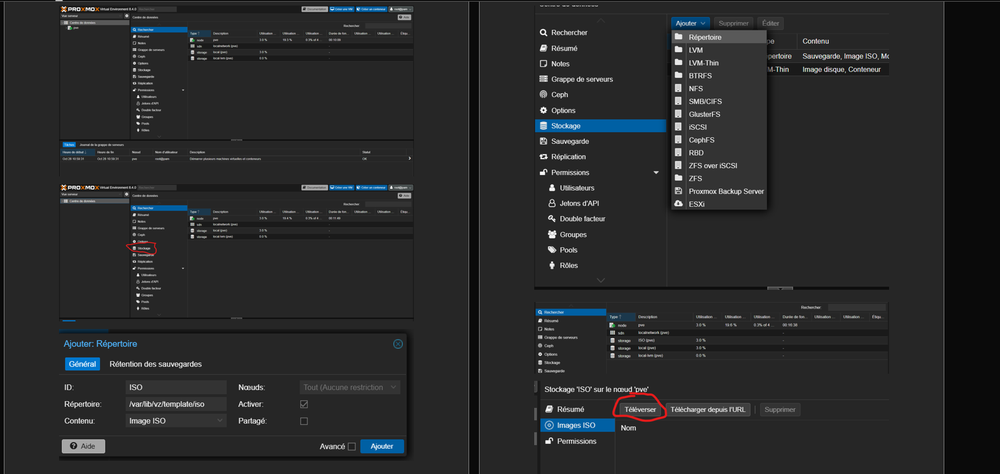 PROXMOX Virtual Environment 8.4.0 Rechercher Documentation Créer une VM Créer un conteneur root@pam
Vue serveur
Centre de données
pve
Centre de données Aide
Rechercher
Résumé
Notes
Grappe de serveurs
Ceph
Options
Stockage
Sauvegarde
Réplication
Permissions
Utilisateurs
Jetons d'API
Double facteur
Groupes
Pools
Rôles
Rechercher:
Type ↑ Description Utilisation ... Utilisation ... Utilisation ... Durée de fon... Utilisation ... Utilisation ... Étiqu...
node pve 3.0 % 19.3 % 0.3% of 4 ... 00:10:09
sdn localnetwork (pve) -
storage local (pve) 3.0 % -
storage local-lvm (pve) 0.0 % -
Tâches Journal de la grappe de serveurs
Heure de début ↓ Heure de fin Nœud Nom d'utilisateur Description Statut
Oct 28 10:59:31 Oct 28 10:59:31 pve root@pam Démarrer plusieurs machines virtuelles et conteneurs OK
PROXMOX Virtual Environment 8.4.0 Rechercher Documentation Créer une VM Créer un conteneur root@pam
Vue serveur
Centre de données
Centre de données Aide
Rechercher
Résumé
Notes
Grappe de serveurs
Ceph
Options
Stockage
Sauvegarde
Réplication
Permissions
Utilisateurs
Jetons d'API
Double facteur
Groupes
Pools
Rôles
Rechercher:
Type ↑ Description Utilisation ... Utilisation ... Utilisation ... Durée de fon... Utilisation ... Utilisation ... Étiqu...
node pve 3.0 % 19.4 % 0.3% of 4 ... 00:11:49
sdn localnetwork (pve) -
storage local (pve) 3.0 % -
storage local-lvm (pve) 0.0 % -
Ajouter: Répertoire
Général Rétention des sauvegardes
ID: ISO Nœuds: Tout (Aucune restriction
Répertoire: /var/lib/vz/template/iso Activer:
Contenu: Image ISO Partagé:
Aide Avancé Ajouter
Centre de données
Rechercher
Résumé
Notes
Grappe de serveurs
Ceph
Options
Stockage
Sauvegarde
Réplication
Permissions
Utilisateurs
Jetons d'API
Double facteur
Groupes
Pools
Rôles
Ajouter Supprimer Éditer
Répertoire
LVM
LVM-Thin
BTRFS
NFS
SMB/CIFS
GlusterFS
iSCSI
CephFS
RBD
ZFS over iSCSI
ZFS
Proxmox Backup Server
ESXi
pe Contenu
pertoire Sauvegarde, Image ISO, Mo
M-Thin Image disque, Conteneur
Rechercher
Résumé
Notes
Grappe de serveurs
Ceph
Options
Stockage
Sauvegarde
Rechercher:
Type ↑ Description Utilisation ... Utilisation ... Utilisation ... Durée de fon... Utilisation ... Utilisation ... Étiqu...
node pve 3.0 % 19.6 % 0.3% of 4 ... 00:16:38
sdn localnetwork (pve) -
storage ISO (pve) 3.0 % -
storage local (pve) 3.0 % -
storage local-lvm (pve) 0.0 % -
Stockage 'ISO' sur le nœud 'pve'
Résumé
Images ISO
Permissions
Téléverser Télécharger depuis l'URL Supprimer
Nom